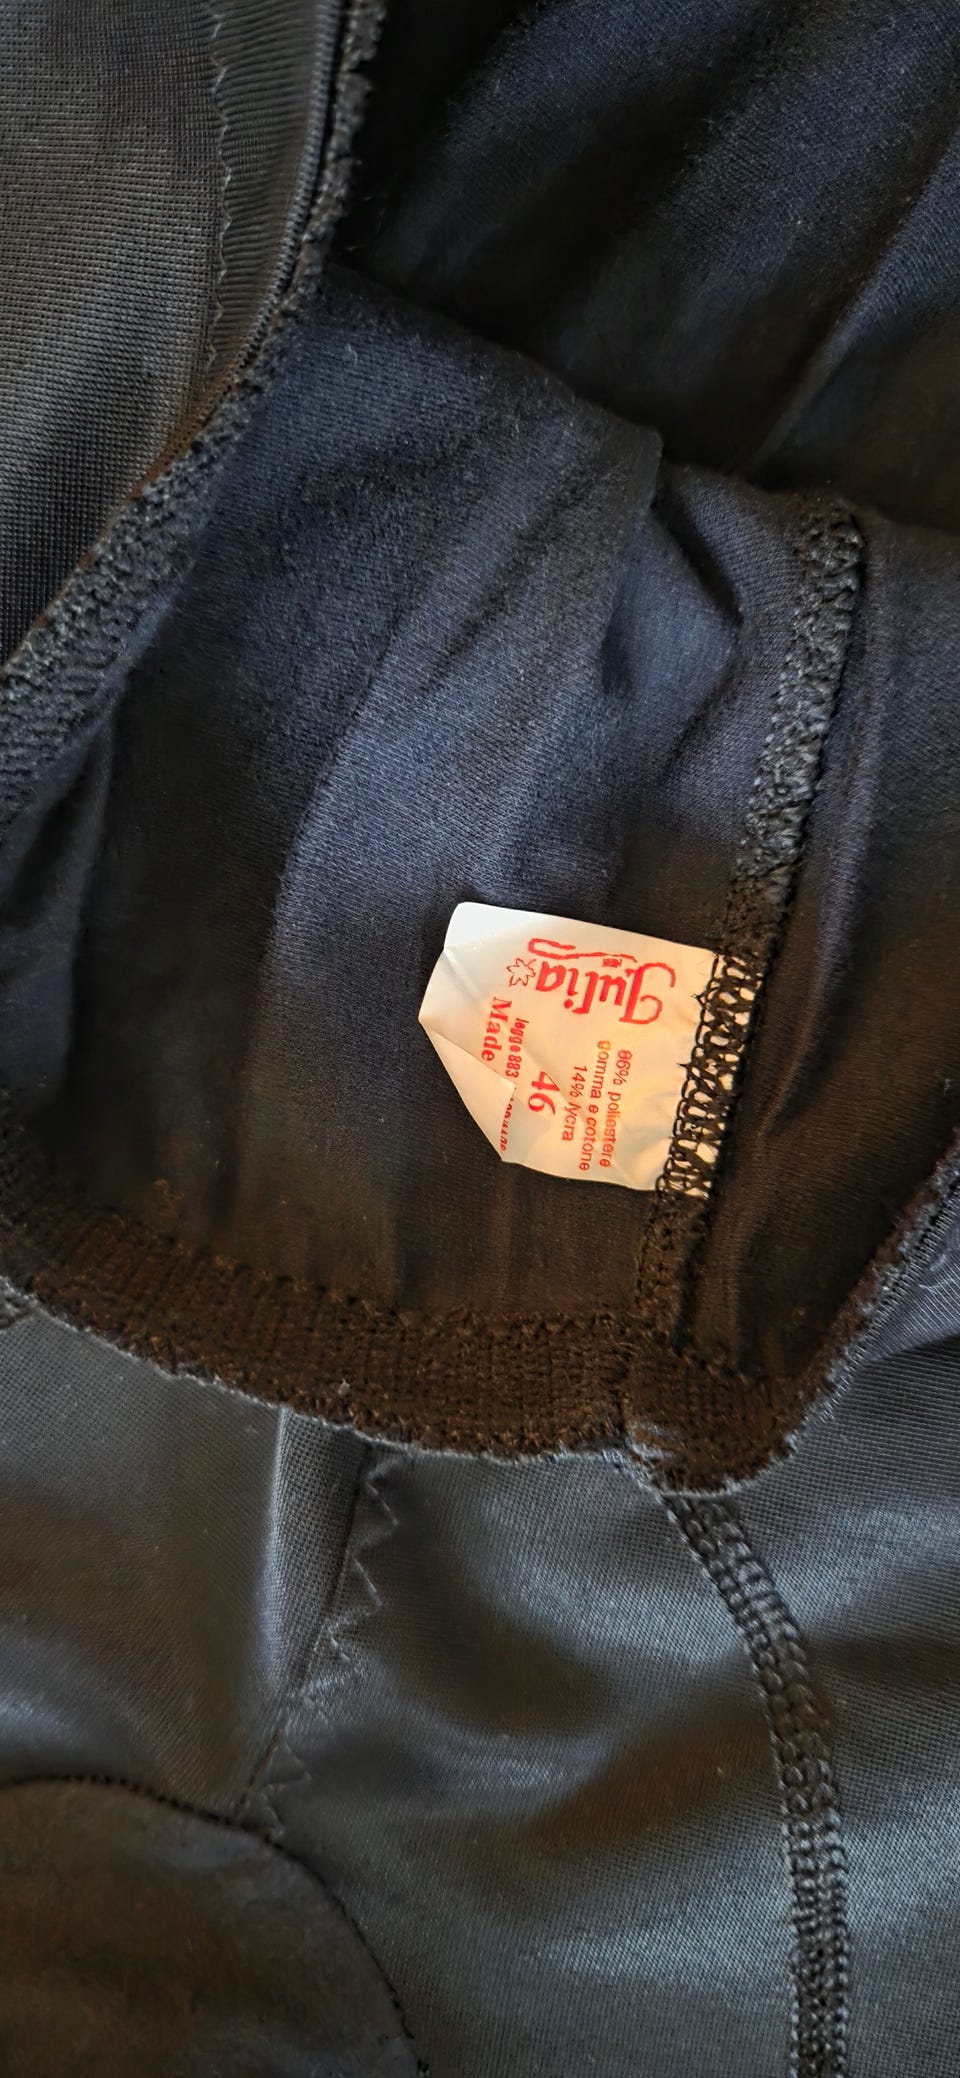 Julia
86% poliestere
gomma e cotone
14% lycra
46
legge 883
Made